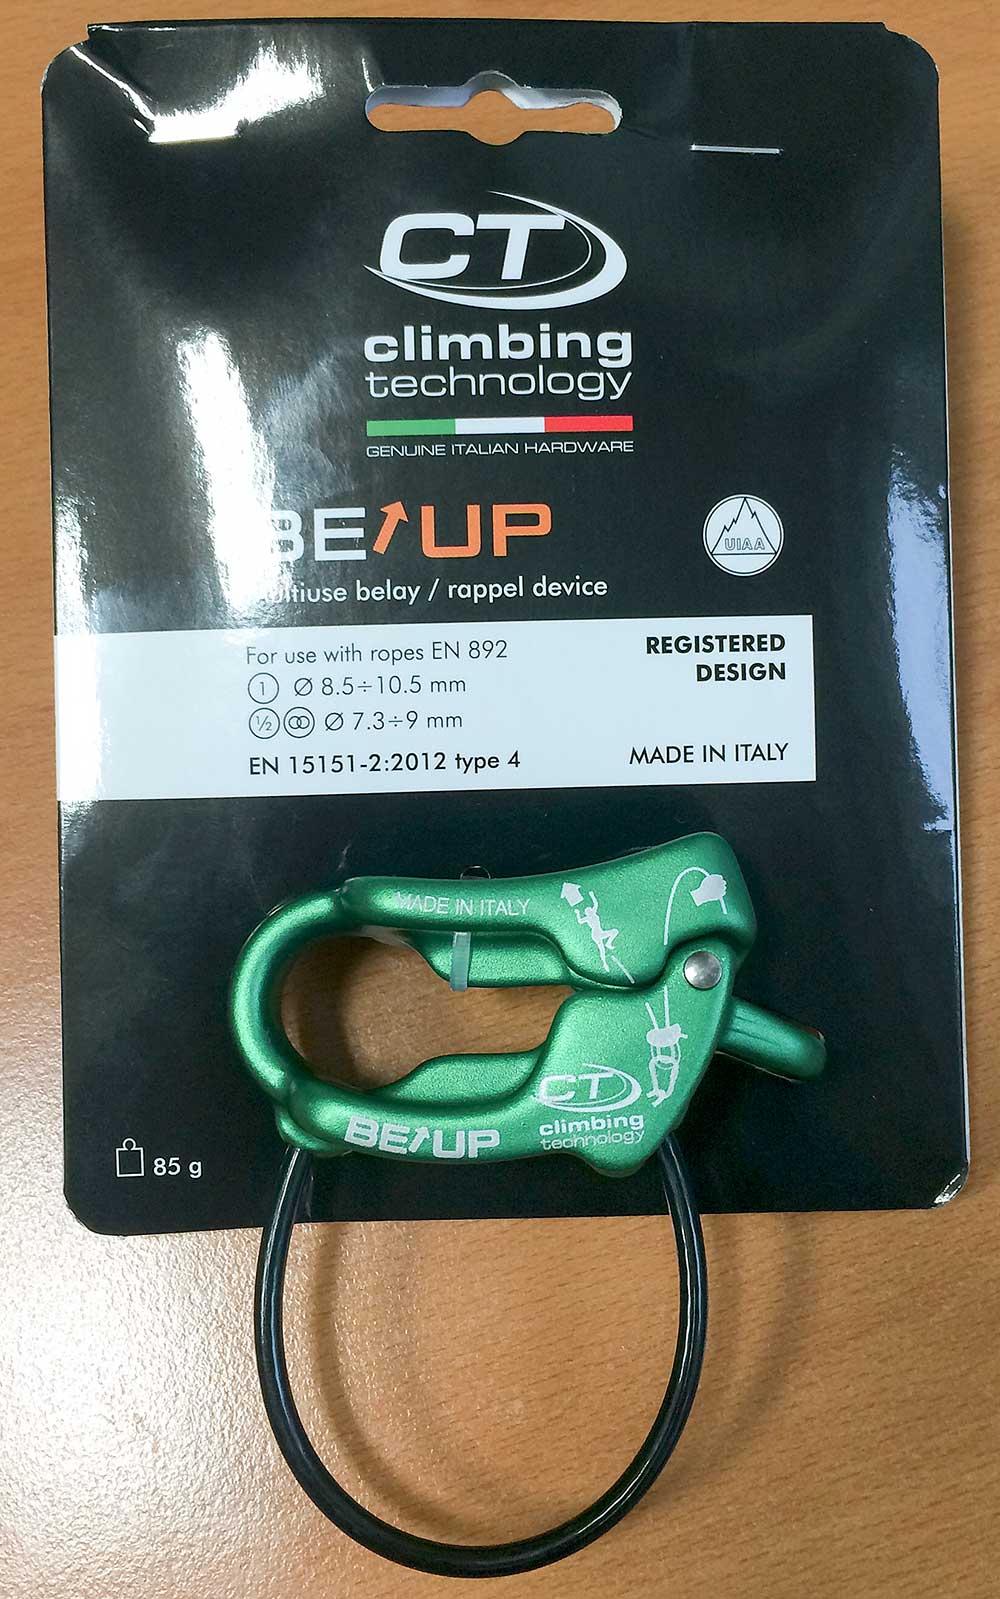 CT
climbing
technology
GENUINE ITALIAN HARDWARE
BE UP
UIAA
multiuse belay / rappel device
For use with ropes EN 892
REGISTERED
DESIGN
1 Ø 8.5÷10.5 mm
½ Ø 7.3÷9 mm
EN 15151-2:2012 type 4
MADE IN ITALY
MADE IN ITALY
CT
climbing
technology
BE UP
85 g